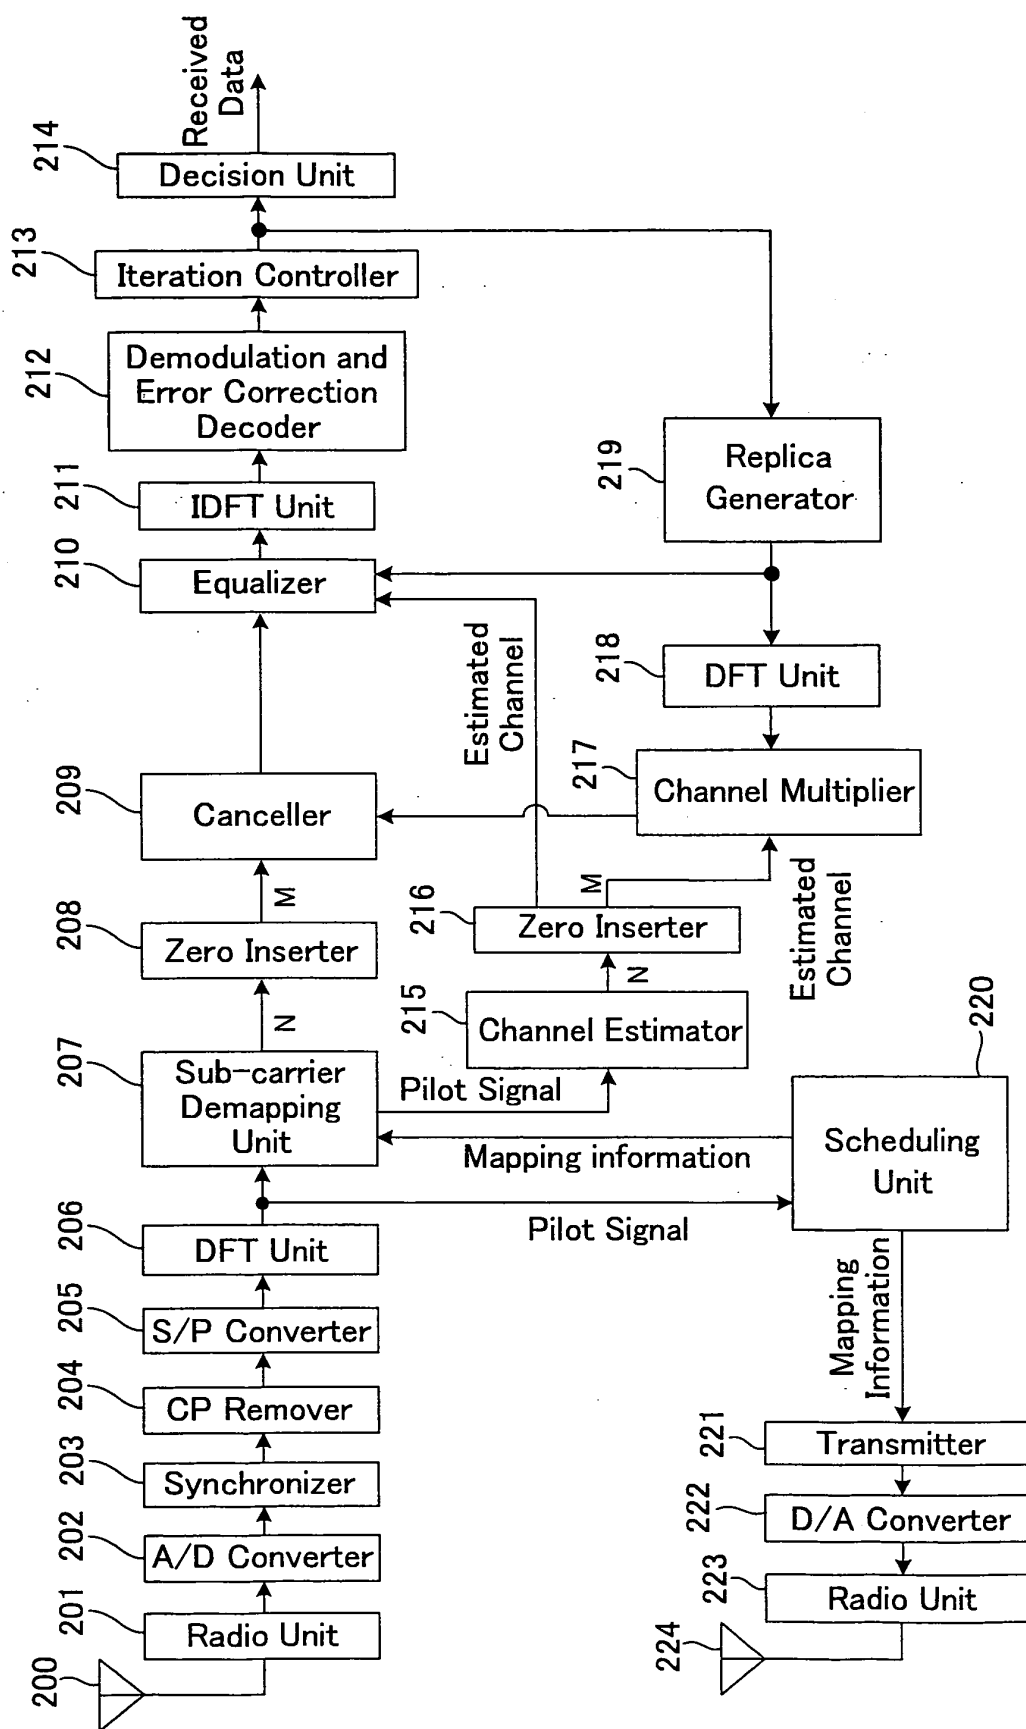 Received
Data
214
Decision Unit
213
Iteration Controller
212
Demodulation and
Error Correction
Decoder
211
IDFT Unit
210
Equalizer
219
Replica
Generator
218
DFT Unit
Estimated
Channel
217
Channel Multiplier
209
Canceller
M
M
216
Zero Inserter
208
Zero Inserter
Estimated
Channel
N
N
215
Channel Estimator
207
Sub-carrier
Demapping
Unit
Pilot Signal
220
Scheduling
Unit
Mapping information
Pilot Signal
206
DFT Unit
Mapping
Information
205
S/P Converter
204
CP Remover
221
Transmitter
203
Synchronizer
222
D/A Converter
202
A/D Converter
223
Radio Unit
201
Radio Unit
224
200